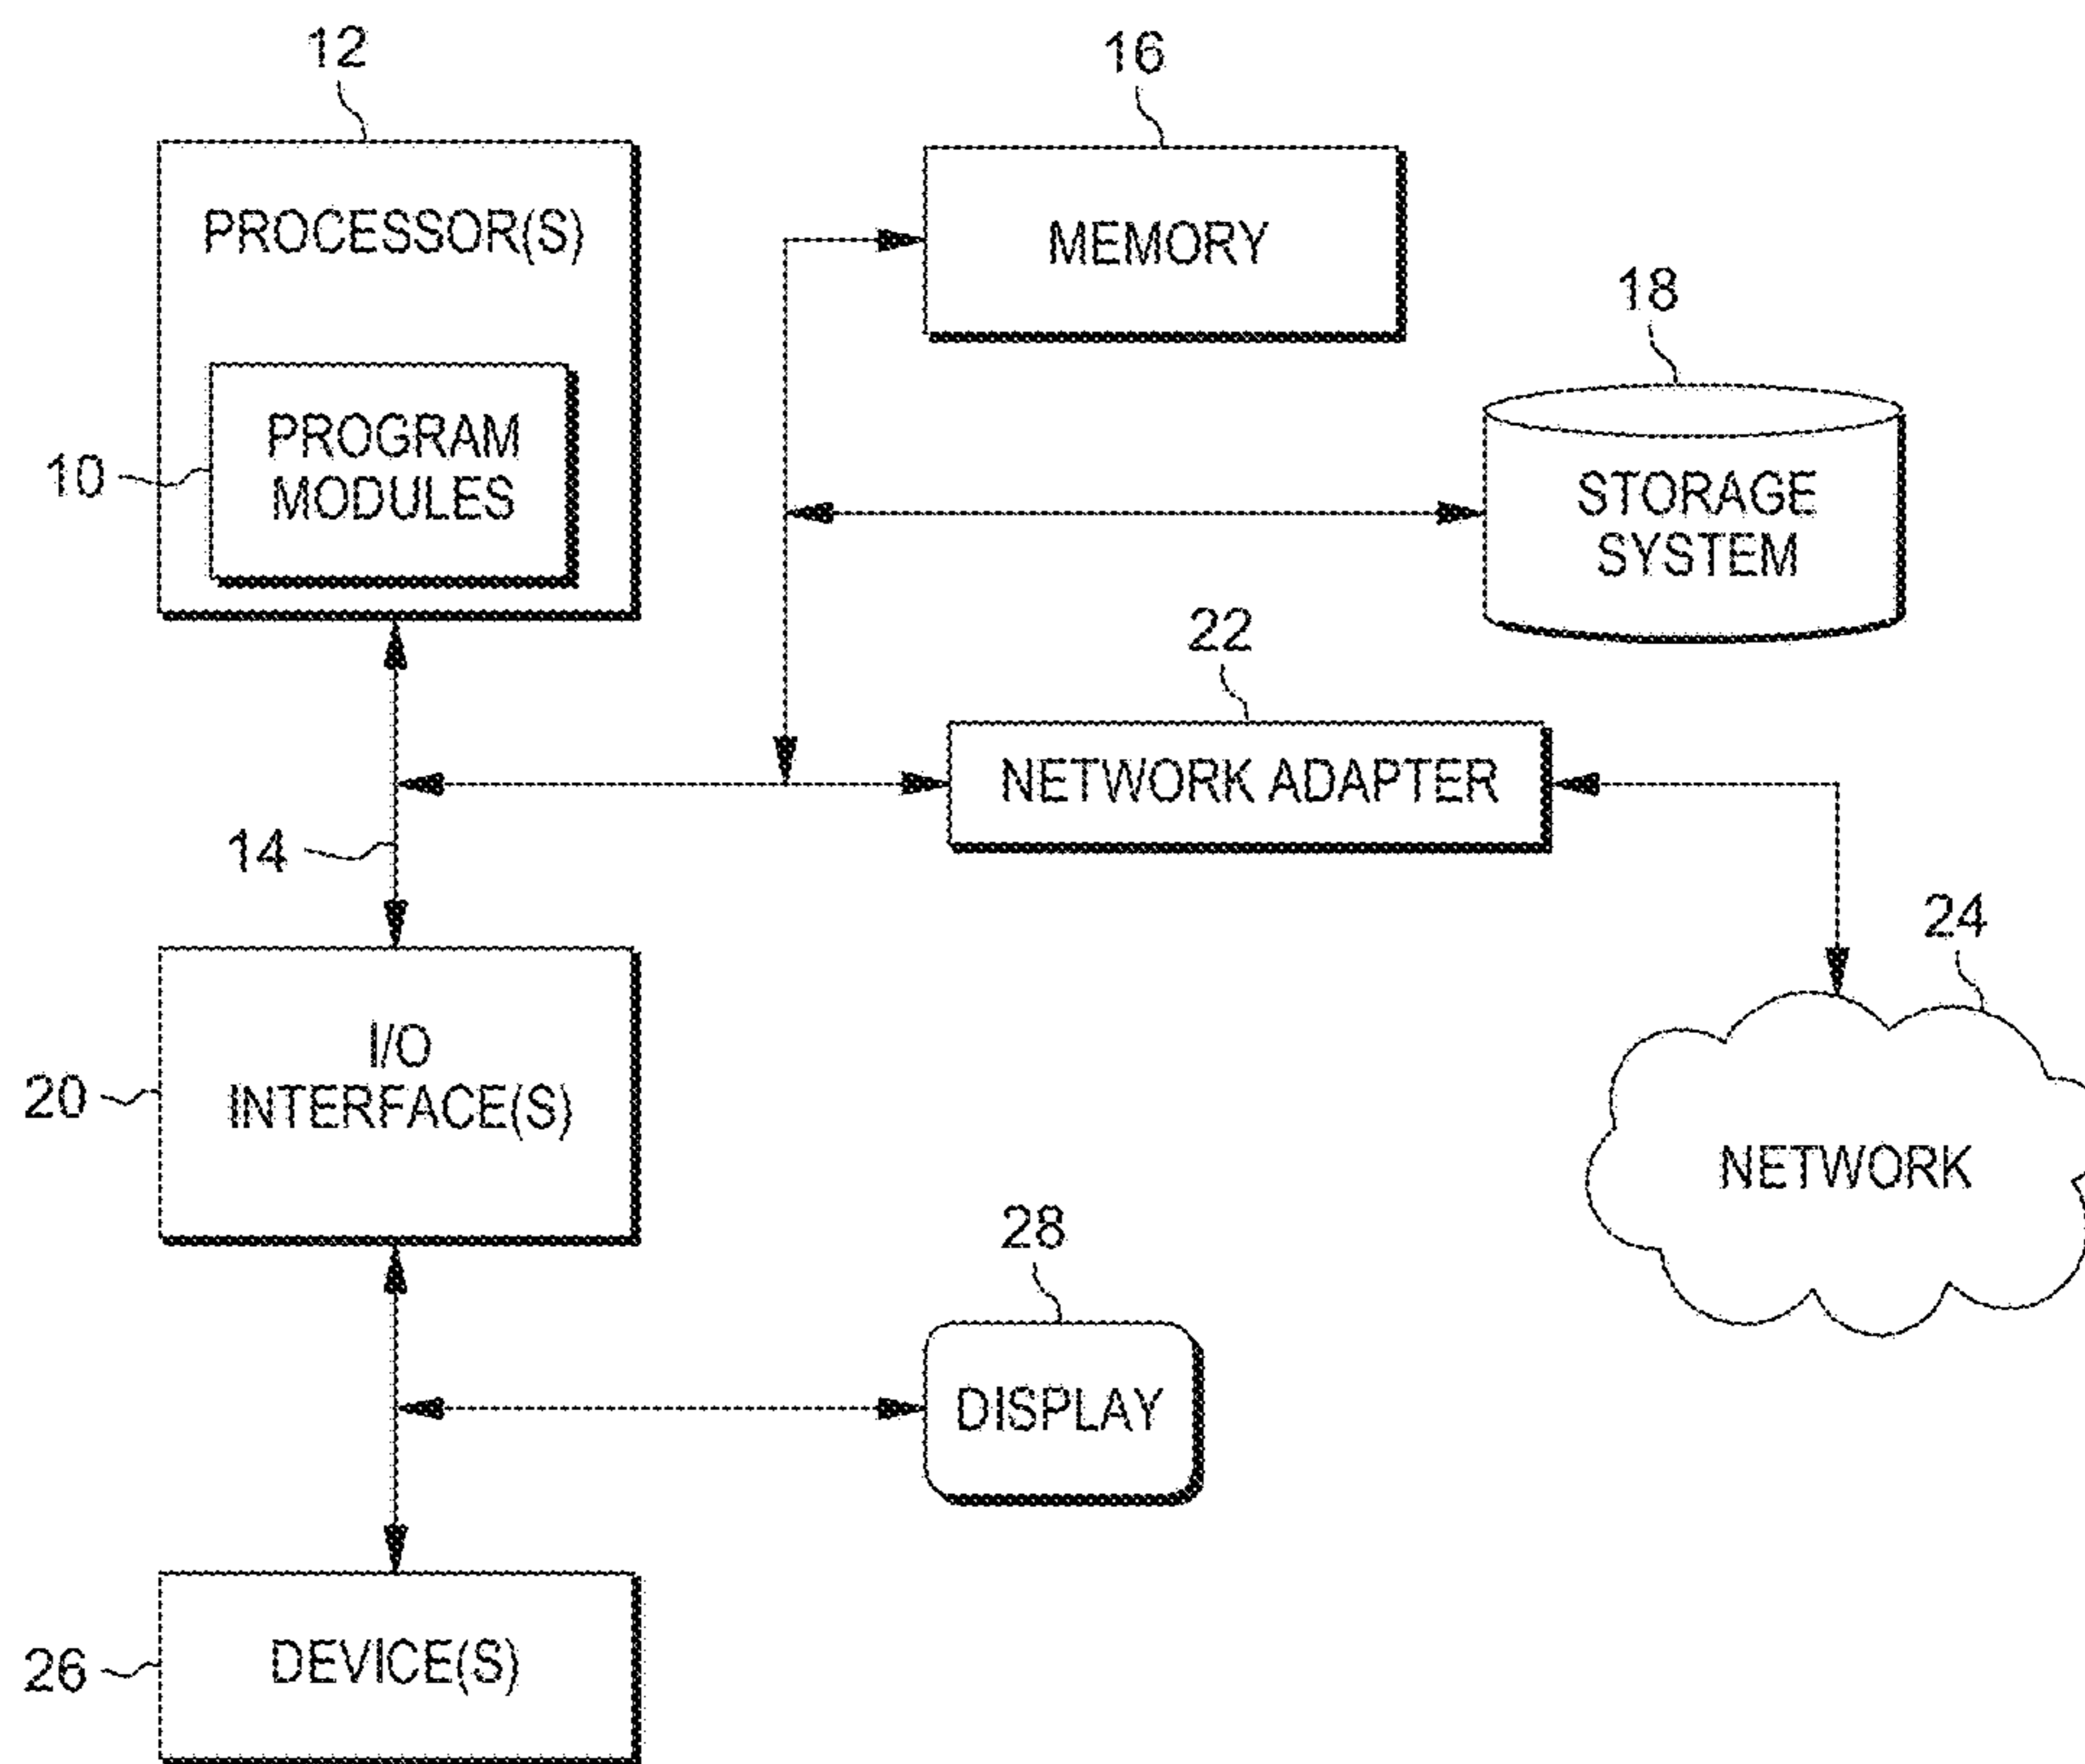 12
16
PROCESSOR(S)
MEMORY
18
PROGRAM
MODULES
10
STORAGE
SYSTEM
22
NETWORK ADAPTER
14
24
I/O
INTERFACE(S)
20
NETWORK
28
DISPLAY
DEVICE(S)
26